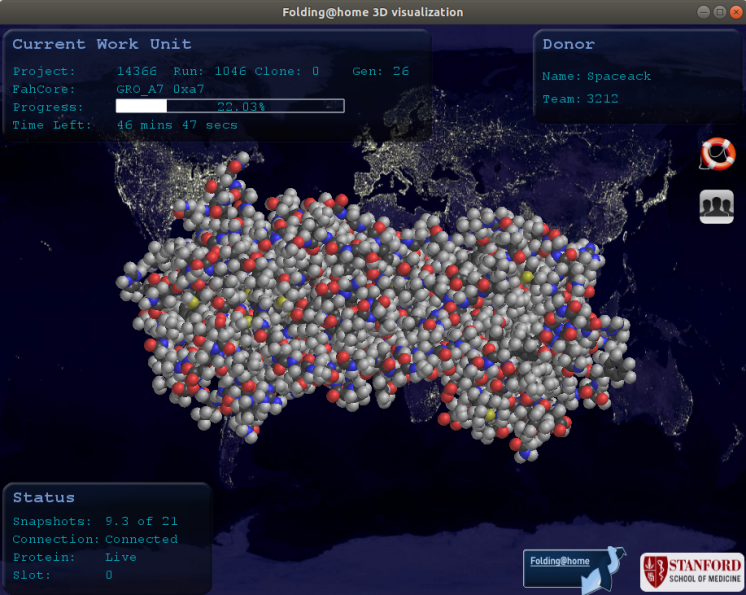 Folding@home 3D visualization
Current Work Unit
Project: 14366 Run: 1046 Clone: 0 Gen: 26
FahCore: GRO_A7 0xa7
Progress: 22.03%
Time Left: 46 mins 47 secs
Donor
Name: Spaceack
Team: 3212
Status
Snapshots: 9.3 of 21
Connection: Connected
Protein: Live
Slot: 0
Folding@home
STANFORD
SCHOOL OF MEDICINE